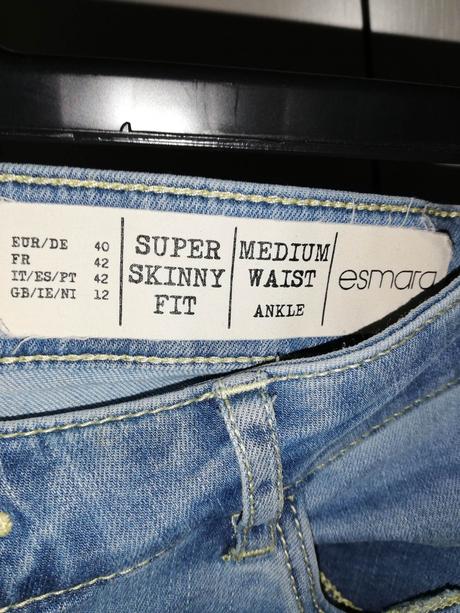 EUR/DE 40
FR 42
IT/ES/PT 42
GB/IE/NI 12
SUPER
SKINNY
FIT
MEDIUM
WAIST
ANKLE
esmara